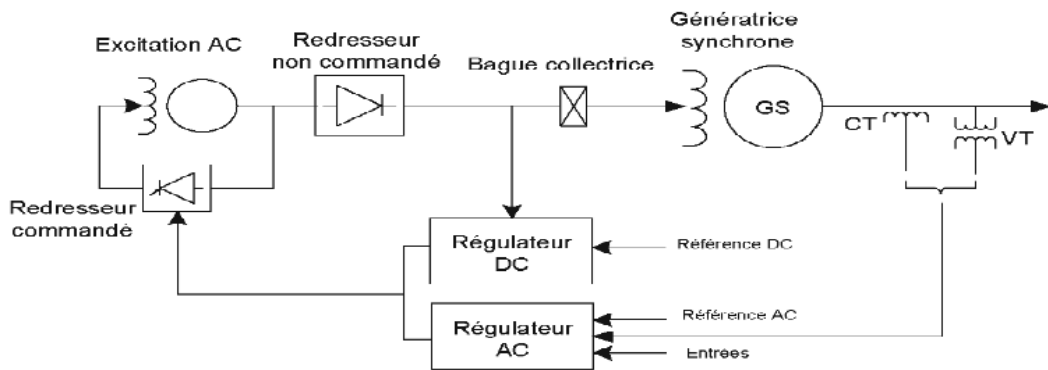 Génératrice
synchrone
Redresseur
non commandé
Excitation AC
Bague collectrice
GS
CT
VT
Redresseur
commandé
Régulateur
DC
Référence DC
Régulateur
AC
Référence AC
Entrées